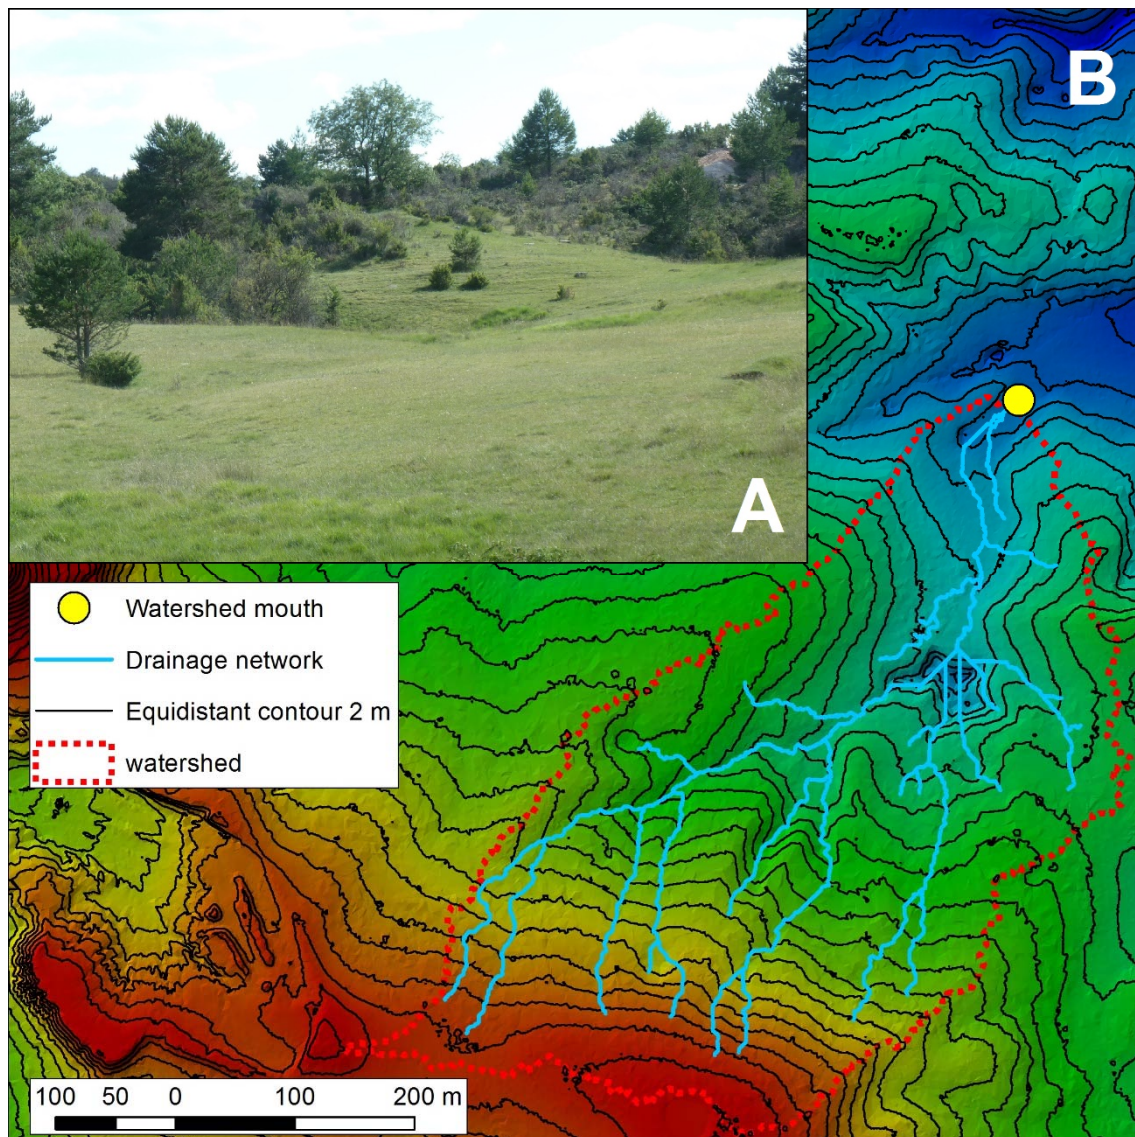 B
A
Watershed mouth
Drainage network
Equidistant contour 2 m
watershed
100 50 0 100 200 m